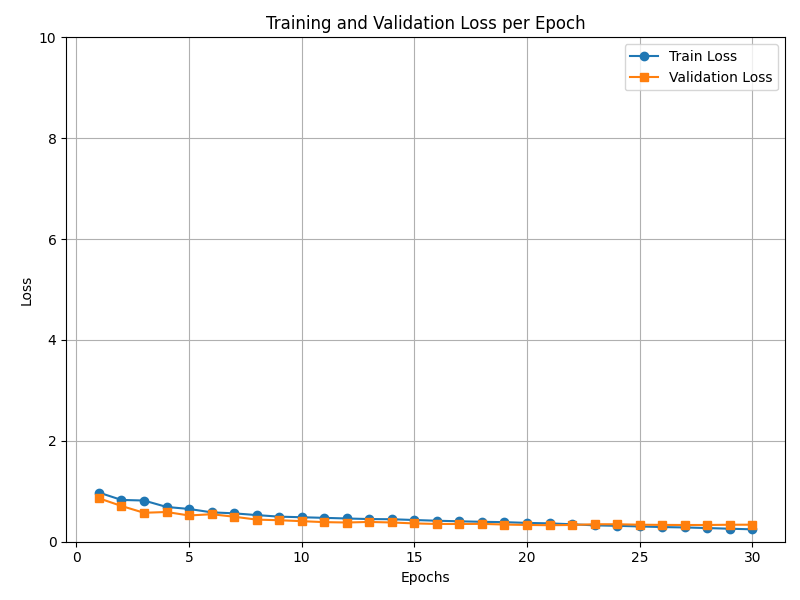 Training and Validation Loss per Epoch
Train Loss
Validation Loss
Loss
10
8
6
4
2
0
0 5 10 15 20 25 30
Epochs